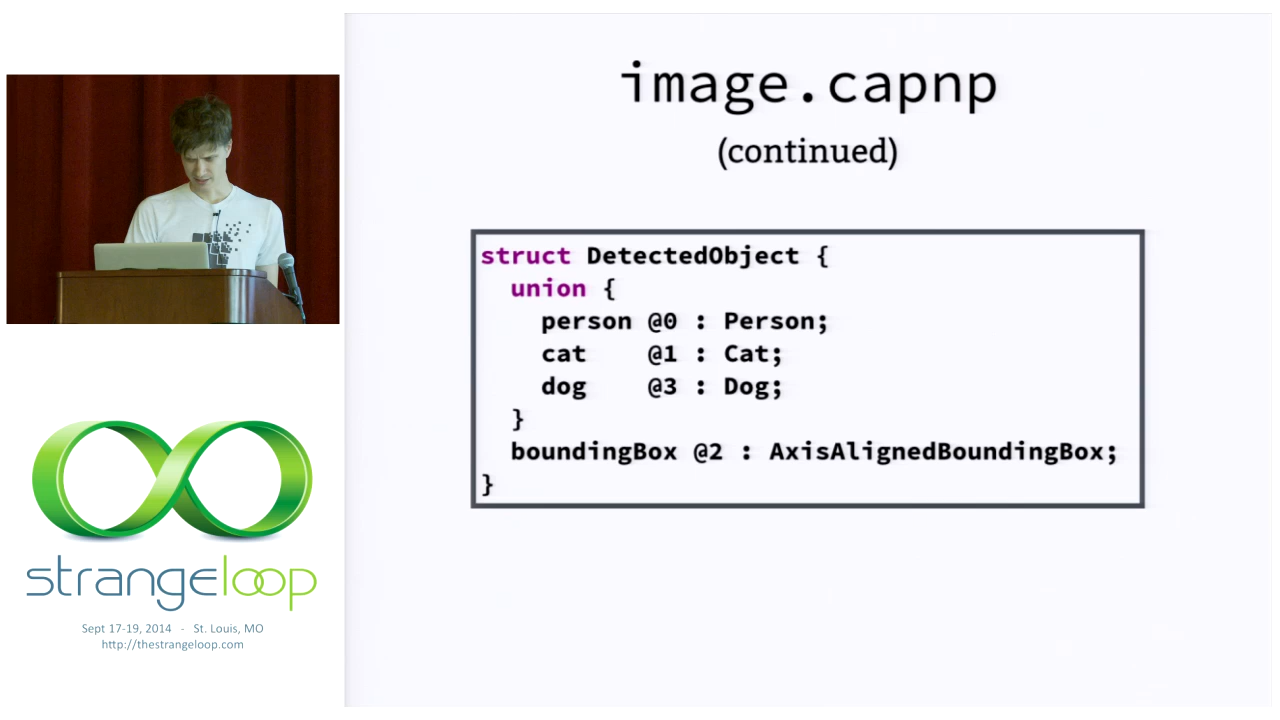 image.capnp
(continued)
struct DetectedObject {
  union {
    person @0 : Person;
    cat    @1 : Cat;
    dog    @3 : Dog;
  }
  boundingBox @2 : AxisAlignedBoundingBox;
}
strangeloop
Sept 17-19, 2014 - St. Louis, MO
http://thestrangeloop.com